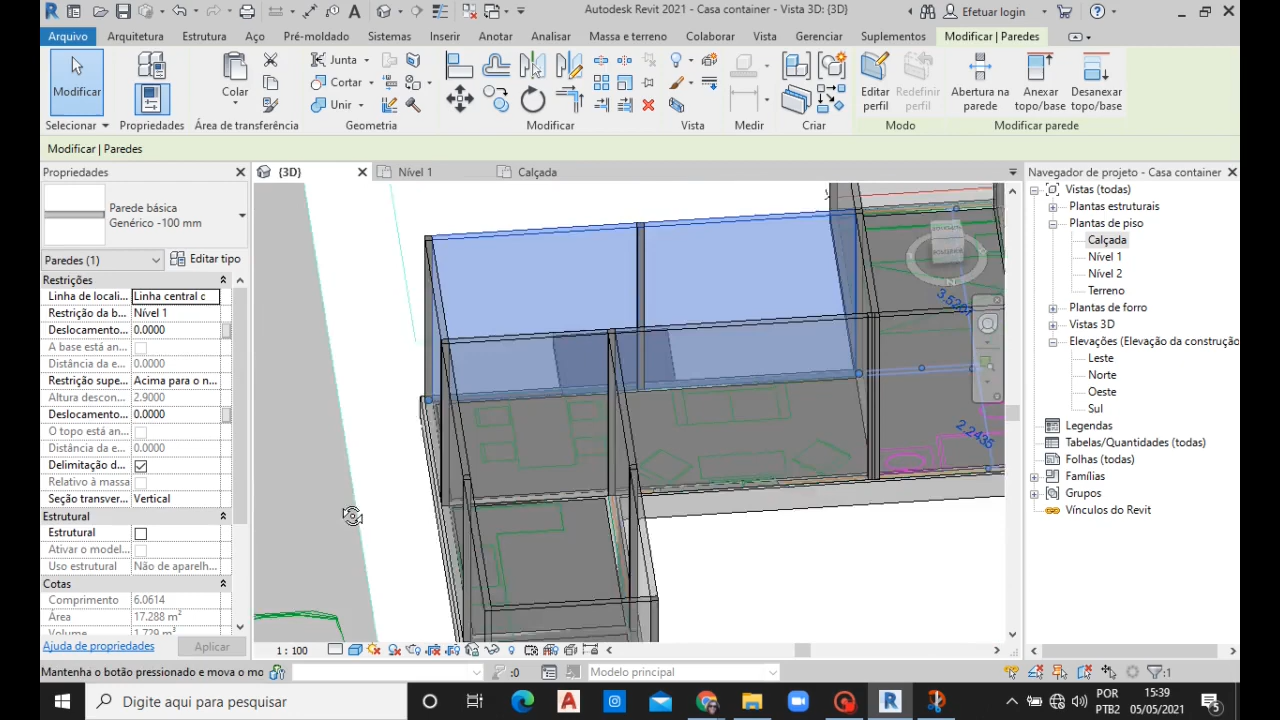 Autodesk Revit 2021 - Casa container - Vista 3D: {3D}
Efetuar login
Arquivo Arquitetura Estrutura Aço Pré-moldado Sistemas Inserir Anotar Analisar Massa e terreno Colaborar Vista Gerenciar Suplementos Modificar | Paredes
Modificar
Colar
Junta
Cortar
Unir
Editar perfil
Redefinir perfil
Abertura na parede
Anexar topo/base
Desanexar topo/base
Selecionar Propriedades Área de transferência Geometria Modificar Vista Medir Criar Modo Modificar parede
Modificar | Paredes
Propriedades
{3D} Nível 1 Calçada
Navegador de projeto - Casa container
Parede básica
Genérico -100 mm
Paredes (1) Editar tipo
Restrições
Linha de locali... Linha central c
Restrição da b... Nível 1
Deslocamento... 0.0000
A base está an...
Distância da e... 0.0000
Restrição supe... Acima para o n...
Altura descon... 2.9000
Deslocamento... 0.0000
O topo está an...
Distância da e... 0.0000
Delimitação d...
Relativo à massa
Seção transver... Vertical
Estrutural
Estrutural
Ativar o model...
Uso estrutural Não de aparelh...
Cotas
Comprimento 6.0614
Área 17.288 m²
Volume 1.729 m³
Ajuda de propriedades Aplicar
2.2435
Vistas (todas)
Plantas estruturais
Plantas de piso
Calçada
Nível 1
Nível 2
Terreno
Plantas de forro
Vistas 3D
Elevações (Elevação da construção
Leste
Norte
Oeste
Sul
Legendas
Tabelas/Quantidades (todas)
Folhas (todas)
Famílias
Grupos
Vínculos do Revit
1 : 100
Mantenha o botão pressionado e mova o mo
:0
Modelo principal
:1
Digite aqui para pesquisar
POR
PTB2
15:39
05/05/2021
5